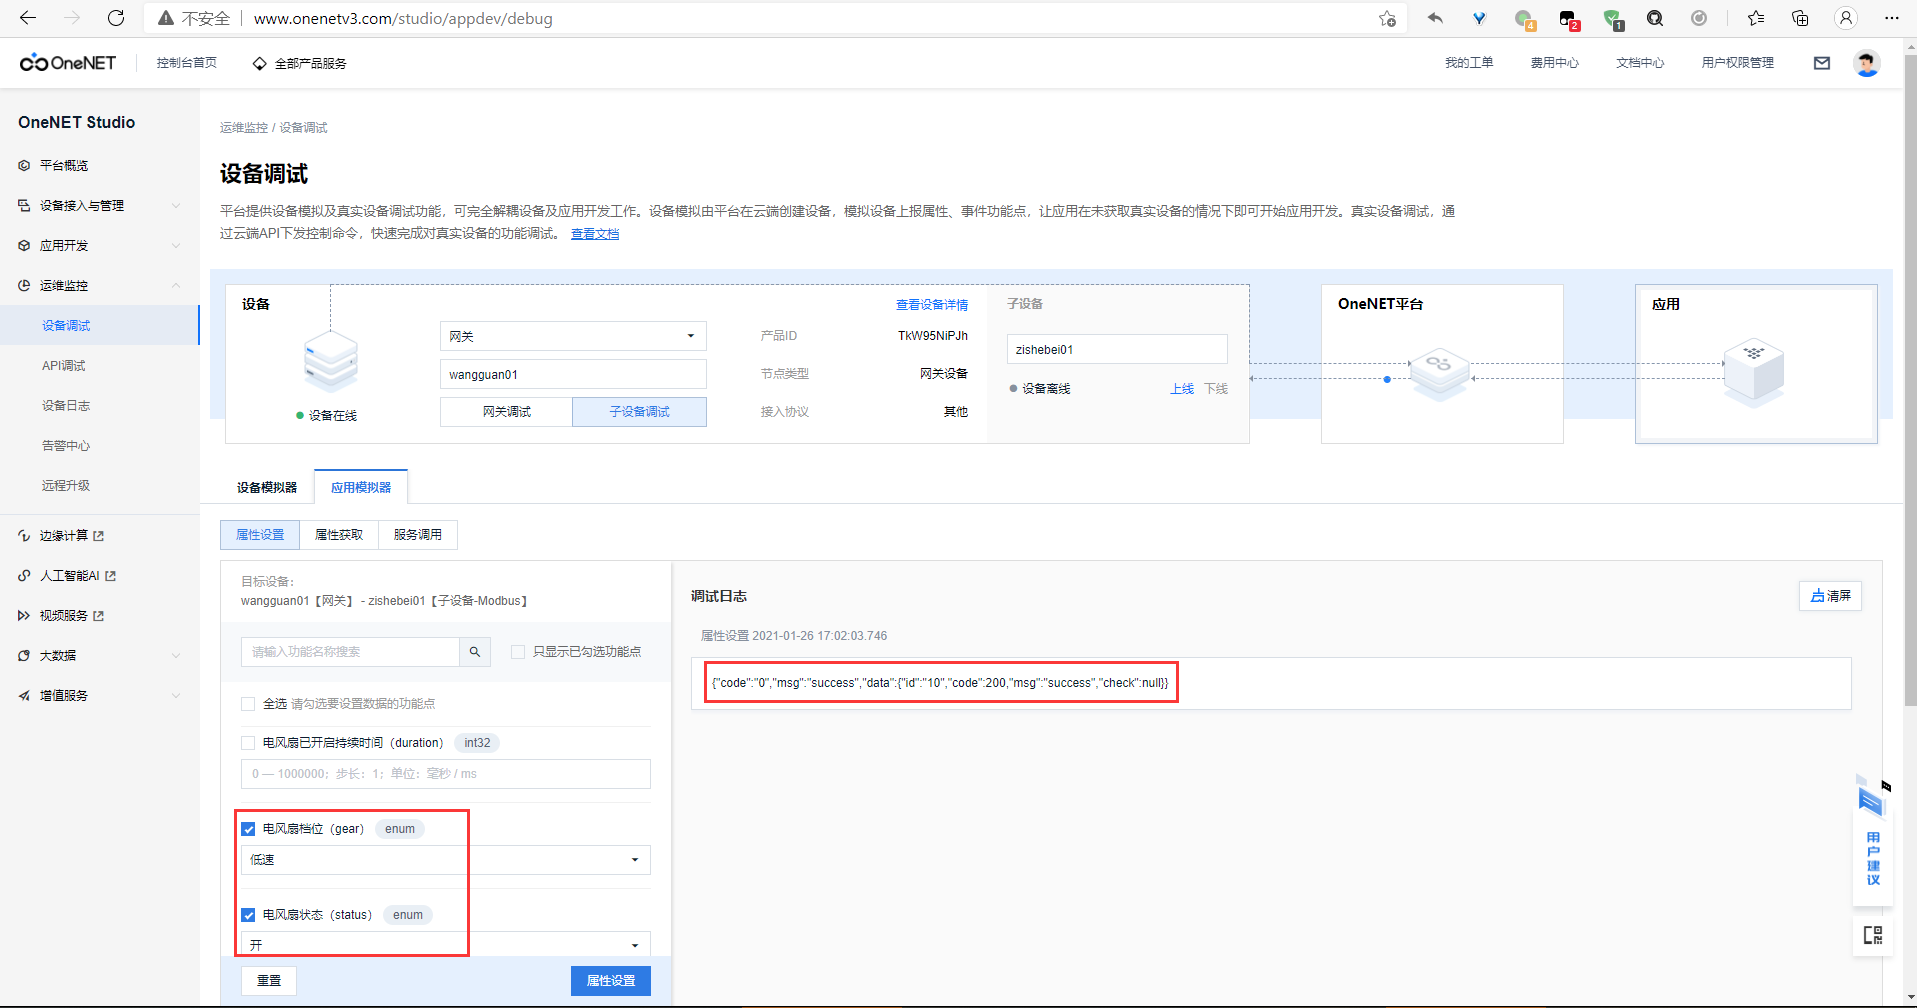 不安全 www.onenetv3.com/studio/appdev/debug
4 2 1
OneNET 控制台首页 全部产品服务 我的工单 费用中心 文档中心 用户权限管理
OneNET Studio
平台概览
设备接入与管理
应用开发
运维监控
设备调试
API调试
设备日志
告警中心
远程升级
边缘计算
人工智能AI
视频服务
大数据
增值服务
运维监控 / 设备调试
设备调试
平台提供设备模拟及真实设备调试功能，可完全解耦设备及应用开发工作。设备模拟由平台在云端创建设备，模拟设备上报属性、事件功能点，让应用在未获取真实设备的情况下即可开始应用开发。真实设备调试，通
过云端API下发控制命令，快速完成对真实设备的功能调试。 查看文档
设备
设备在线
网关
wangguan01
网关调试 子设备调试
查看设备详情
产品ID TkW95NiPJh
节点类型 网关设备
接入协议 其他
子设备
zishebei01
设备离线 上线 下线
OneNET平台
应用
设备模拟器 应用模拟器
属性设置 属性获取 服务调用
目标设备：
wangguan01【网关】 - zishebei01【子设备-Modbus】
请输入功能名称搜索 只显示已勾选功能点
全选 请勾选要设置数据的功能点
电风扇已开启持续时间（duration） int32
0 — 1000000；步长：1；单位：毫秒 / ms
电风扇档位（gear） enum
低速
电风扇状态（status） enum
开
重置 属性设置
调试日志
清屏
属性设置 2021-01-26 17:02:03.746
{"code":"0","msg":"success","data":{"id":"10","code":200,"msg":"success","check":null}}
用户建议